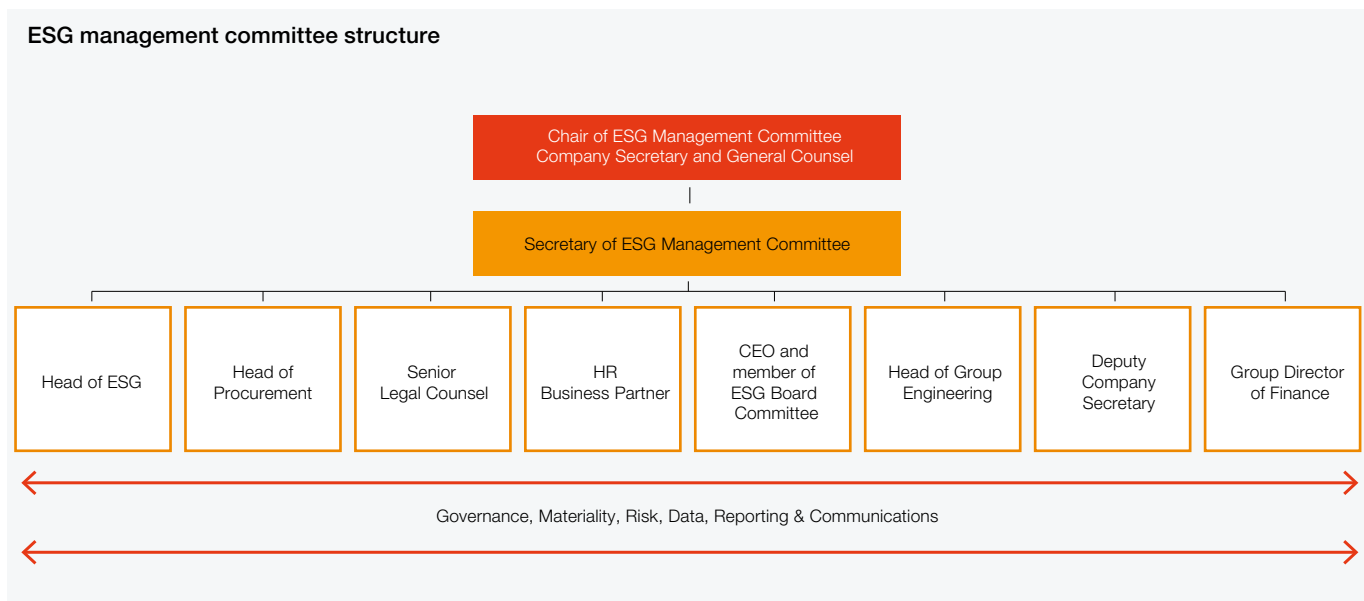 ESG management committee structure
Chair of ESG Management Committee
Company Secretary and General Counsel
Secretary of ESG Management Committee
Head of ESG
Head of
Procurement
Senior
Legal Counsel
HR
Business Partner
CEO and
member of
ESG Board
Committee
Head of Group
Engineering
Deputy
Company
Secretary
Group Director
of Finance
Governance, Materiality, Risk, Data, Reporting & Communications